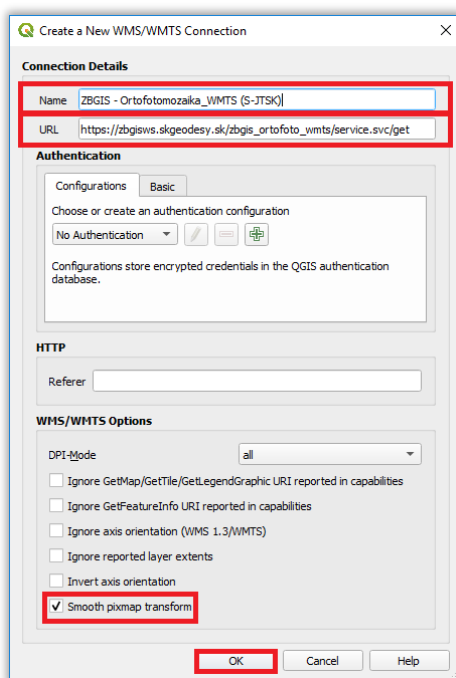 Create a New WMS/WMTS Connection
Connection Details
Name ZBGIS - Ortofotomozaika_WMTS (S-JTSK)
URL https://zbgisws.skgeodesy.sk/zbgis_ortofoto_wmts/service.svc/get
Authentication
Configurations Basic
Choose or create an authentication configuration
No Authentication
Configurations store encrypted credentials in the QGIS authentication
database.
HTTP
Referer
WMS/WMTS Options
DPI-Mode all
Ignore GetMap/GetTile/GetLegendGraphic URI reported in capabilities
Ignore GetFeatureInfo URI reported in capabilities
Ignore axis orientation (WMS 1.3/WMTS)
Ignore reported layer extents
Invert axis orientation
Smooth pixmap transform
OK Cancel Help